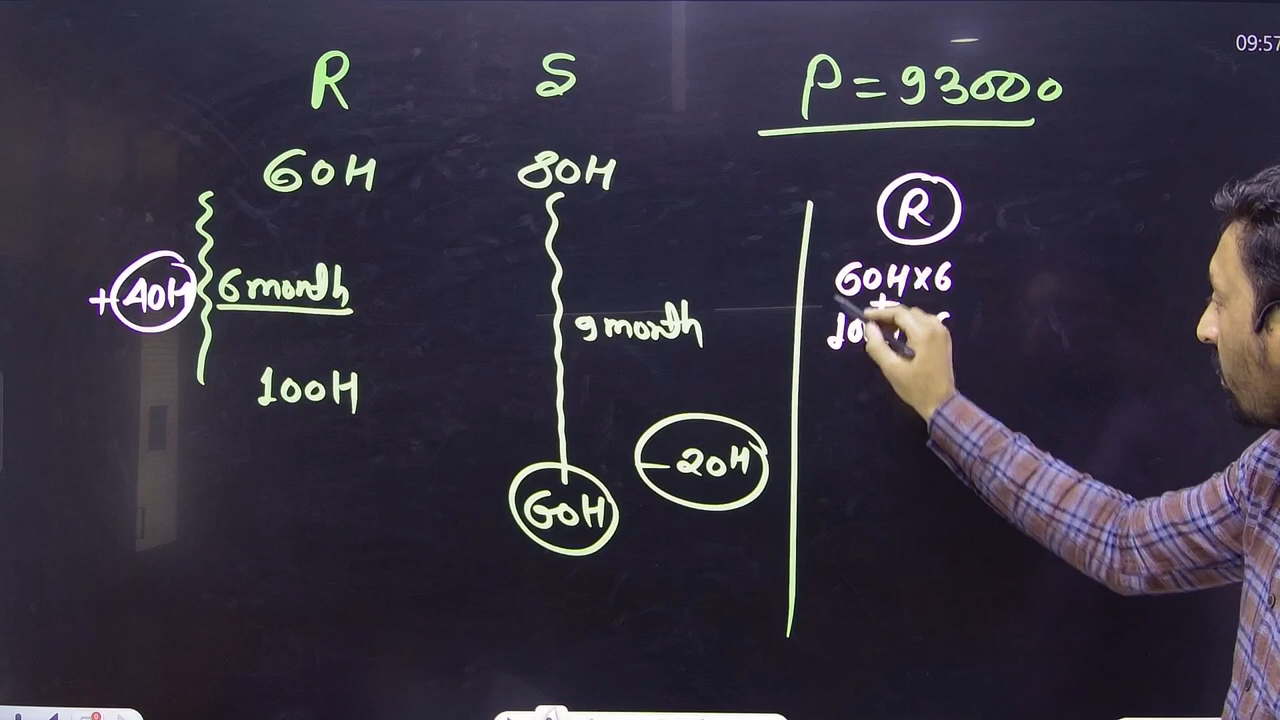 R S P = 93000
60H 80H
R
+40H 6 month
60H×6
+
9 month
100H
-20H
60H
09:57